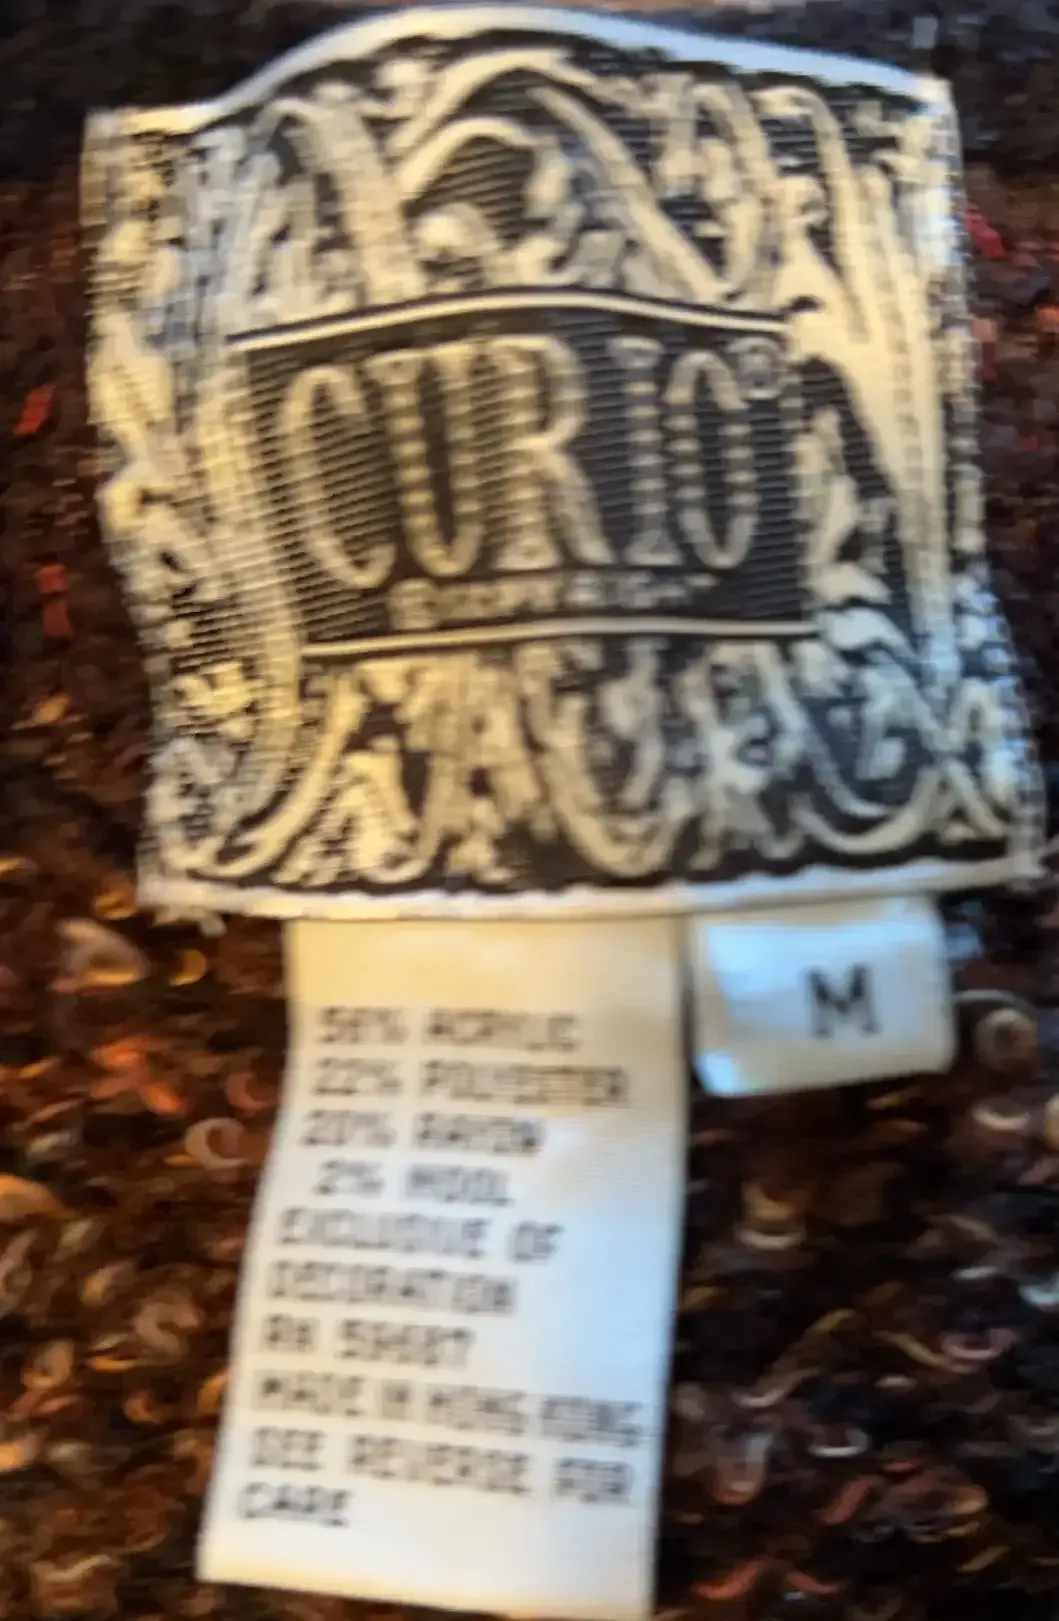 CURIO®
M
56% ACRYLIC
22% POLYESTER
20% RAYON
2% WOOL
EXCLUSIVE OF
DECORATION
RN
MADE IN HONG KONG
SEE REVERSE FOR
CARE